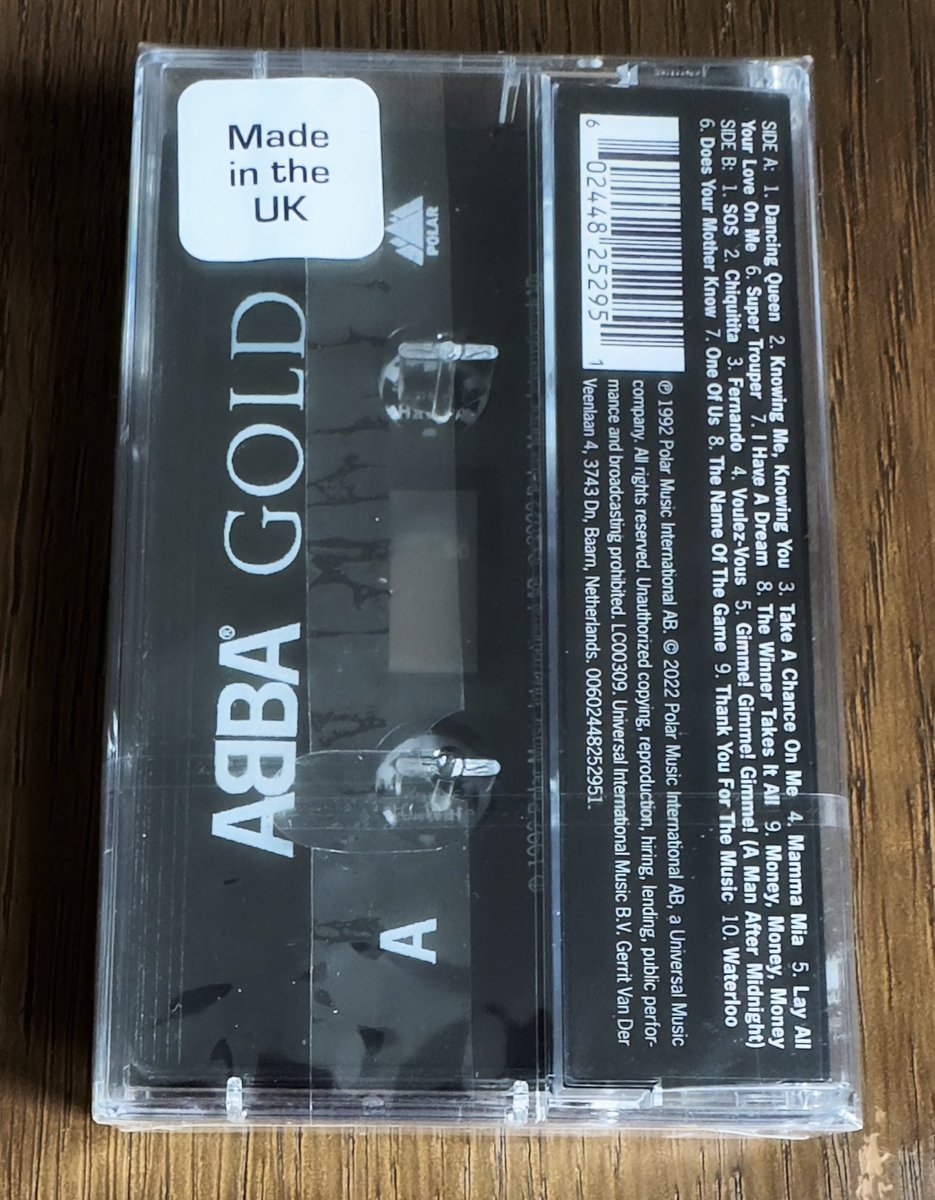 Made
in the
UK
POLAR
ABBA® GOLD
A
SIDE A: 1. Dancing Queen 2. Knowing Me, Knowing You 3. Take A Chance On Me 4. Mamma Mia 5. Lay All
Your Love On Me 6. Super Trouper 7. I Have A Dream 8. The Winner Takes It All 9. Money, Money, Money
SIDE B: 1. SOS 2. Chiquitita 3. Fernando 4. Voulez-Vous 5. Gimme! Gimme! Gimme! (A Man After Midnight)
6. Does Your Mother Know 7. One Of Us 8. The Name Of The Game 9. Thank You For The Music 10. Waterloo
6 02448 25295 1
℗ 1992 Polar Music International AB. © 2022 Polar Music International AB, a Universal Music
company. All rights reserved. Unauthorized copying, reproduction, hiring, lending, public perfor-
mance and broadcasting prohibited. LC00309. Universal International Music B.V. Gerrit Van Der
Veenlaan 4, 3743 Dn, Baarn, Netherlands. 00602448252951.